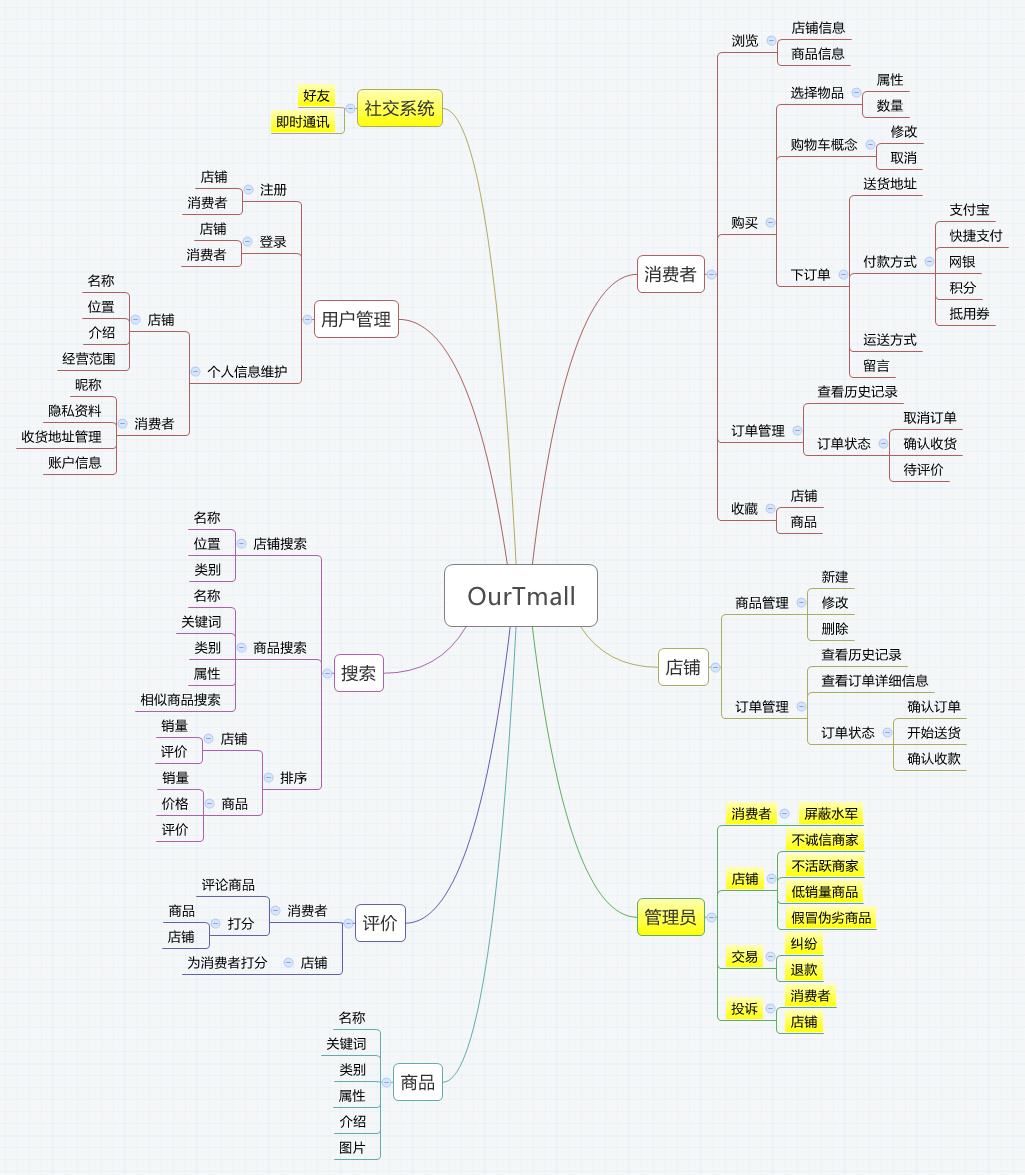 OurTmall
消费者
浏览
店铺信息
商品信息
购买
选择物品
属性
数量
购物车概念
修改
取消
下订单
送货地址
付款方式
支付宝
快捷支付
网银
积分
抵用券
运送方式
留言
订单管理
查看历史记录
订单状态
取消订单
确认收货
待评价
收藏
店铺
商品
店铺
商品管理
新建
修改
删除
订单管理
查看历史记录
查看订单详细信息
订单状态
确认订单
开始送货
确认收款
管理员
消费者
屏蔽水军
店铺
不诚信商家
不活跃商家
低销量商品
假冒伪劣商品
交易
纠纷
退款
投诉
消费者
店铺
社交系统
好友
即时通讯
用户管理
注册
店铺
消费者
登录
店铺
消费者
个人信息维护
店铺
名称
位置
介绍
经营范围
消费者
昵称
隐私资料
收货地址管理
账户信息
搜索
店铺搜索
名称
位置
类别
商品搜索
名称
关键词
类别
属性
相似商品搜索
排序
店铺
销量
评价
商品
销量
价格
评价
评价
消费者
评论商品
打分
商品
店铺
店铺
为消费者打分
商品
名称
关键词
类别
属性
介绍
图片